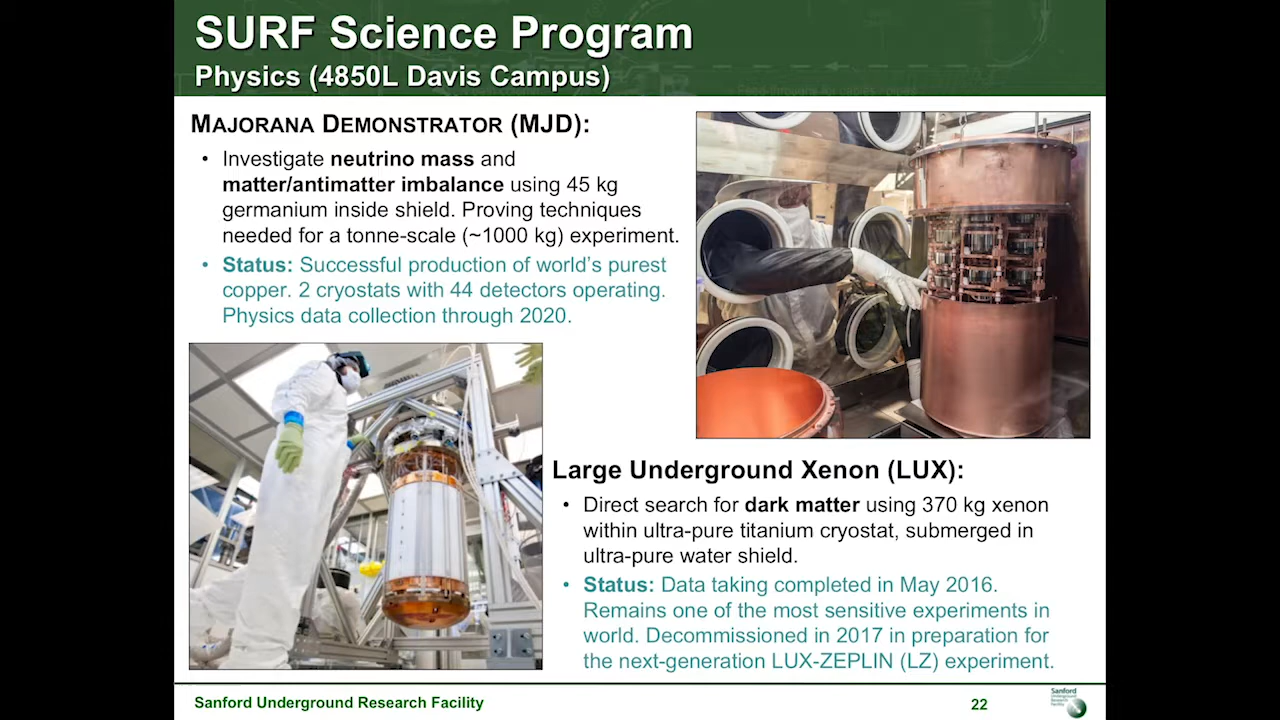 SURF Science Program
Physics (4850L Davis Campus)
MAJORANA DEMONSTRATOR (MJD):
• Investigate neutrino mass and
matter/antimatter imbalance using 45 kg
germanium inside shield. Proving techniques
needed for a tonne-scale (~1000 kg) experiment.
• Status: Successful production of world's purest
copper. 2 cryostats with 44 detectors operating.
Physics data collection through 2020.
Large Underground Xenon (LUX):
• Direct search for dark matter using 370 kg xenon
within ultra-pure titanium cryostat, submerged in
ultra-pure water shield.
• Status: Data taking completed in May 2016.
Remains one of the most sensitive experiments in
world. Decommissioned in 2017 in preparation for
the next-generation LUX-ZEPLIN (LZ) experiment.
Sanford Underground Research Facility
22
Sanford
Underground
Research
Facility